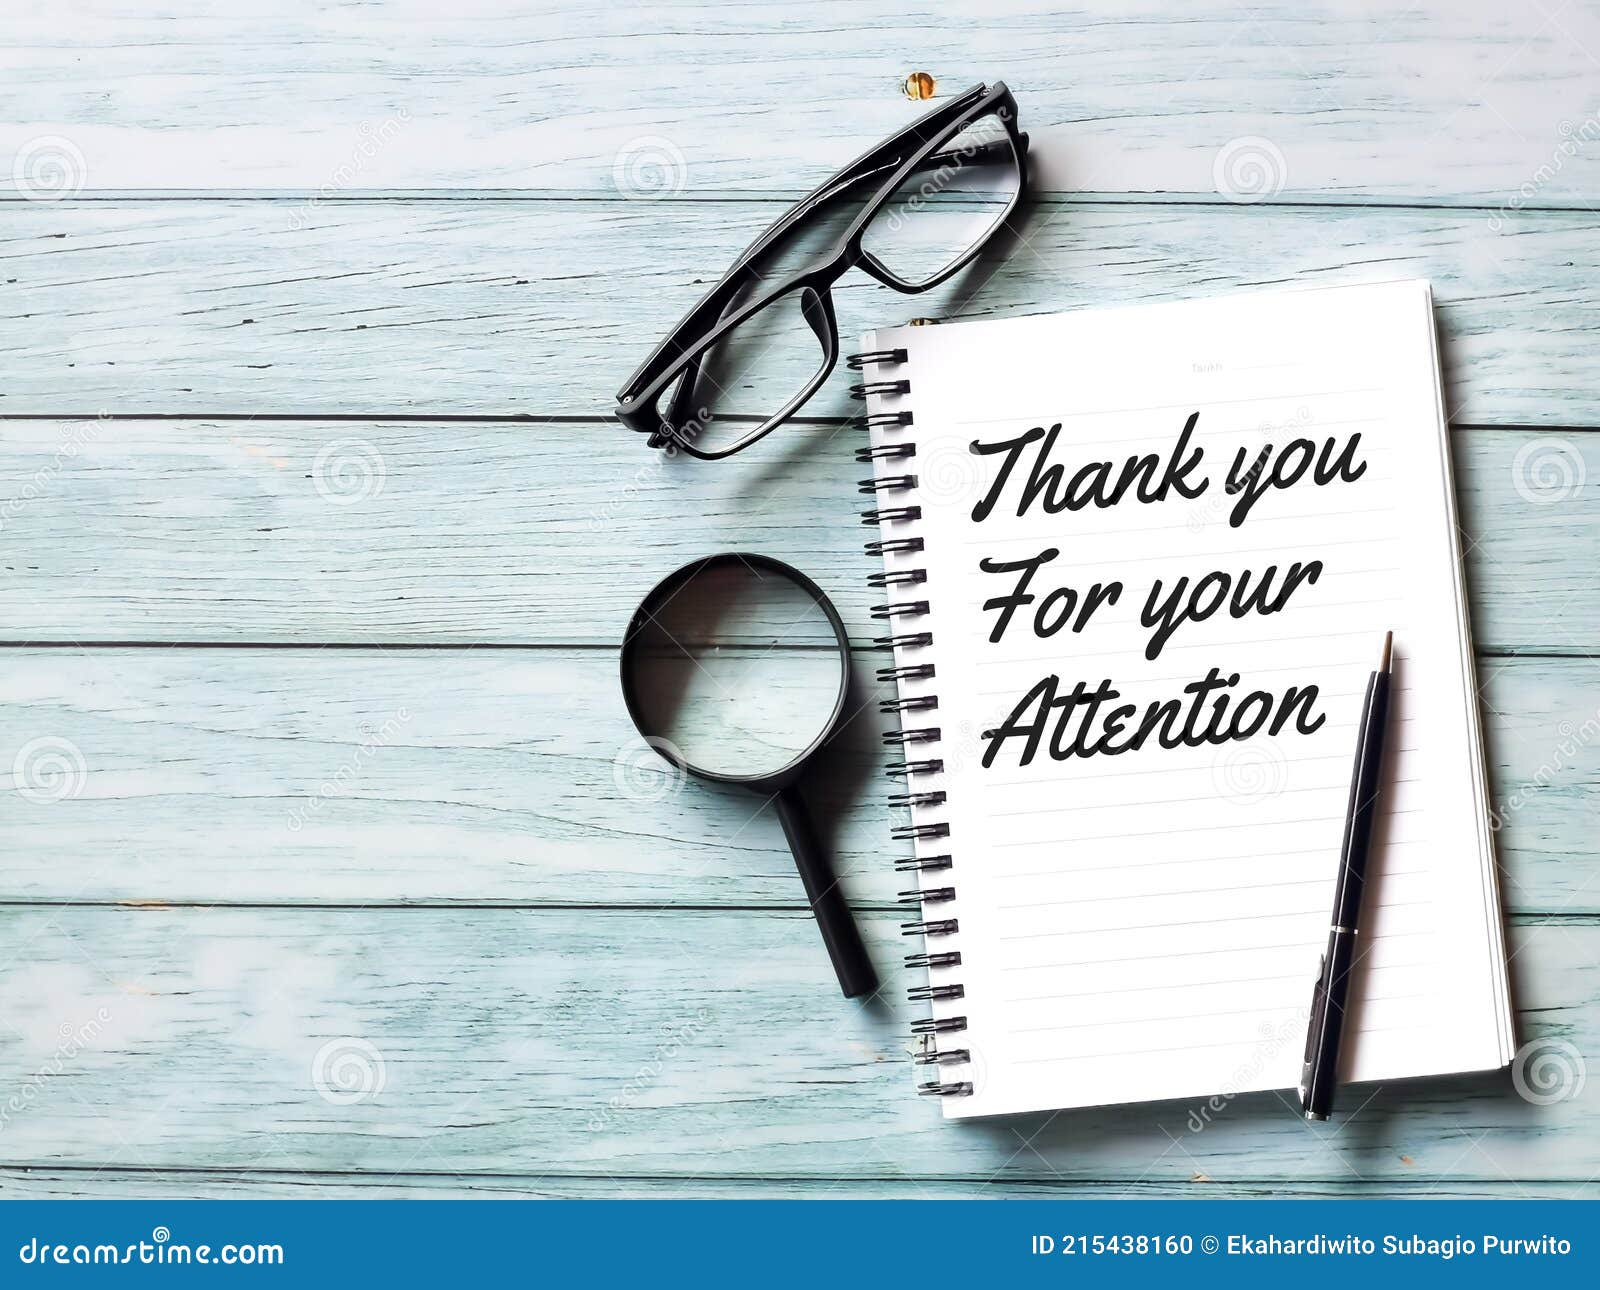 Thank you
For your
Attention
dreamstime.com
ID 215438160 © Ekahardiwito Subagio Purwito